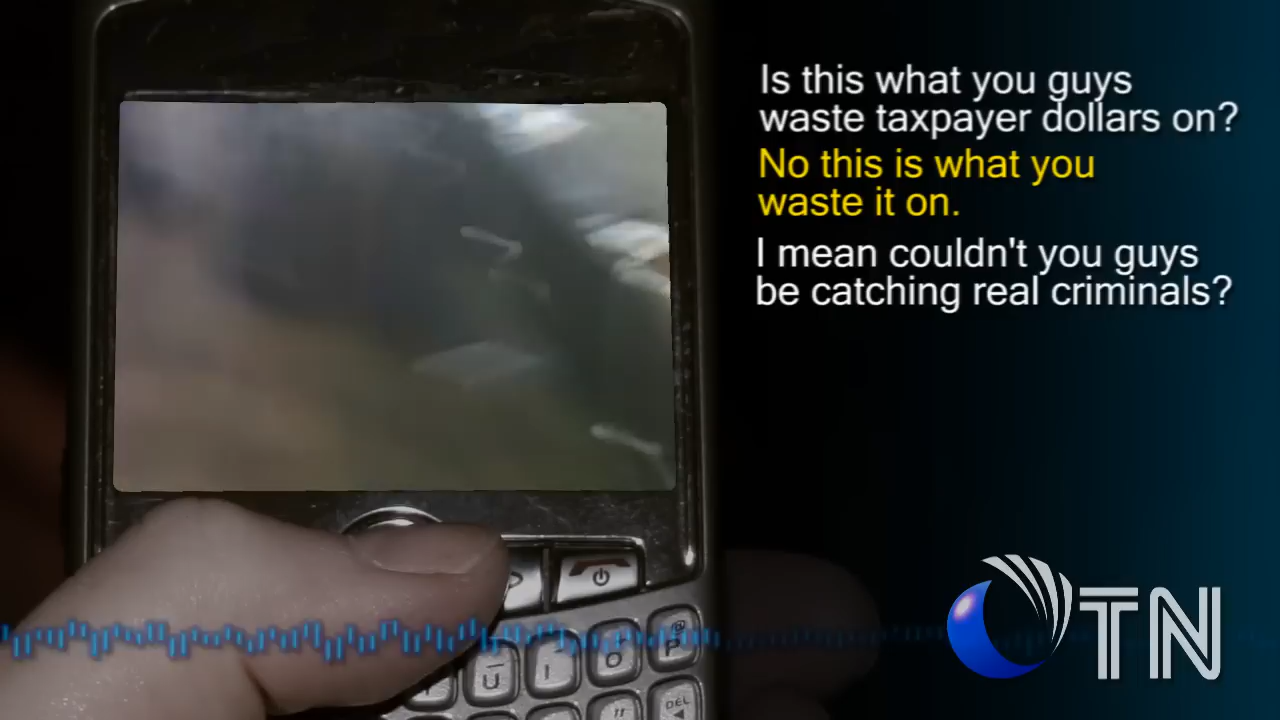 Is this what you guys
waste taxpayer dollars on?
No this is what you
waste it on.
I mean couldn't you guys
be catching real criminals?
TN
@
U I O P
DEL